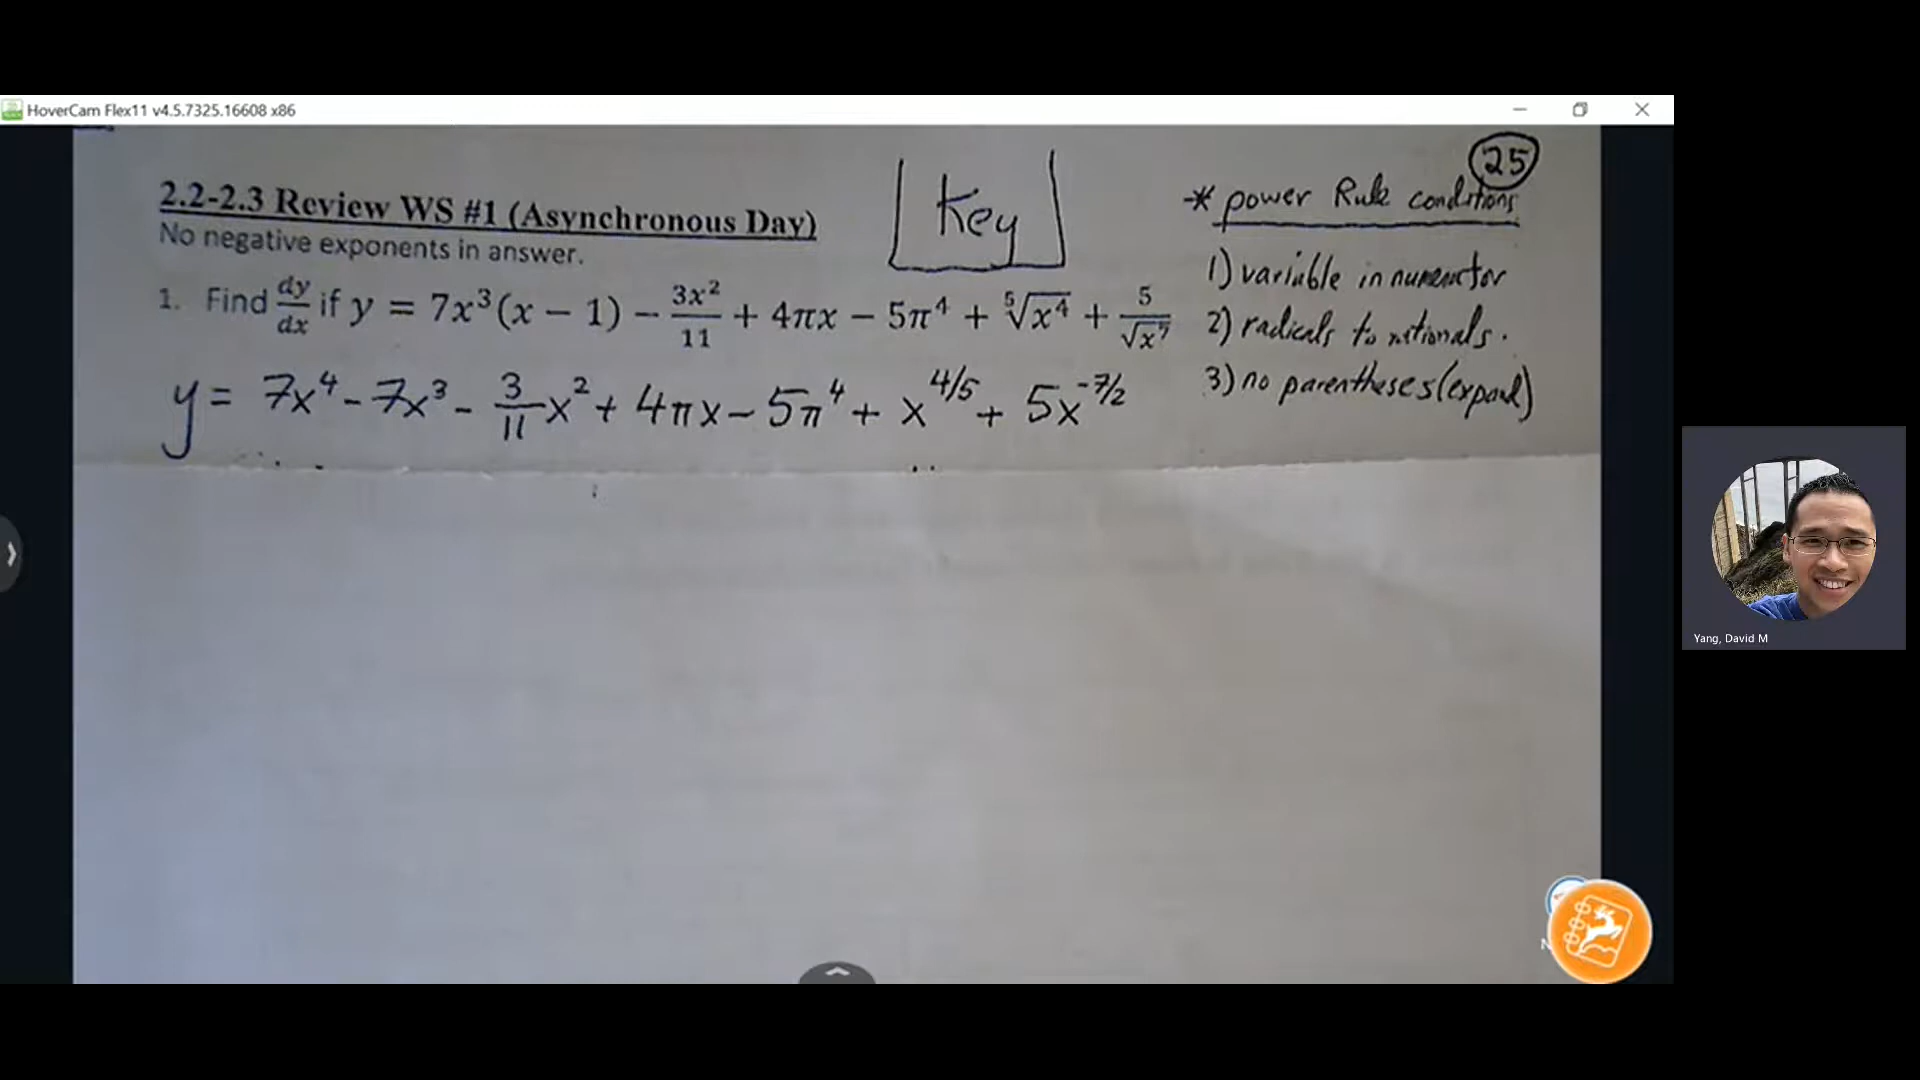 HoverCam Flex11 v4.5.7325.16608 x86
25
2.2-2.3 Review WS #1 (Asynchronous Day)
Key
* power Rule conditions
No negative exponents in answer.
1) variable in numerator
1. Find dy/dx if y = 7x³(x − 1) − 3x²/11 + 4πx − 5π⁴ + ⁵√x⁴ + 5/√x⁷
2) radicals to rationals.
y = 7x⁴ - 7x³ - 3/11 x² + 4πx - 5π⁴ + x^4/5 + 5x^-7/2
3) no parentheses (expand)
Yang, David M